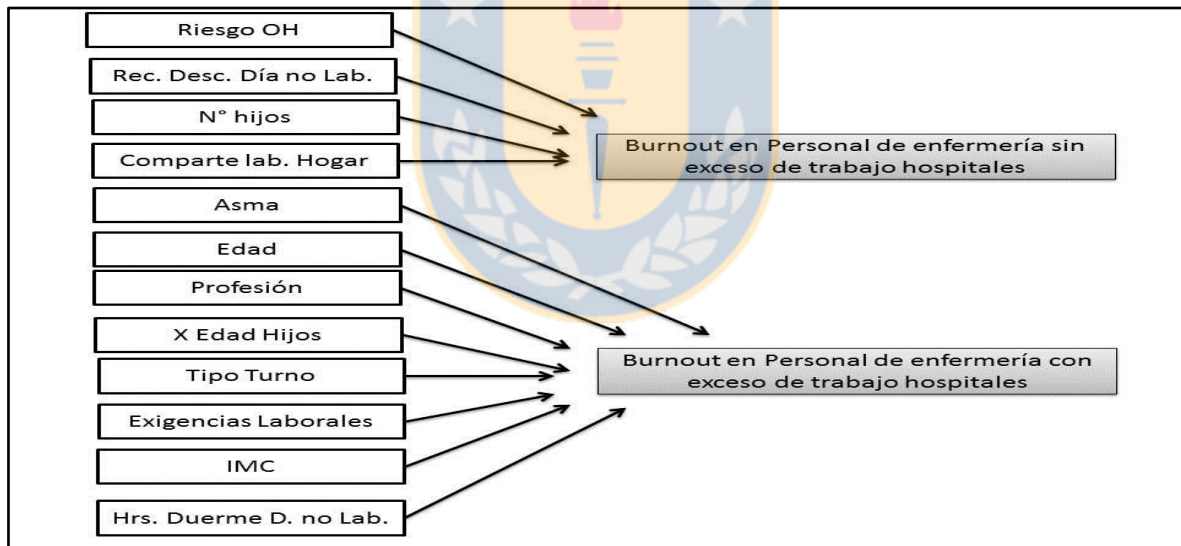 Riesgo OH
Rec. Desc. Día no Lab.
N° hijos
Comparte lab. Hogar
Asma
Edad
Profesión
X Edad Hijos
Tipo Turno
Exigencias Laborales
IMC
Hrs. Duerme D. no Lab.
Burnout en Personal de enfermería sin
exceso de trabajo hospitales
Burnout en Personal de enfermería con
exceso de trabajo hospitales